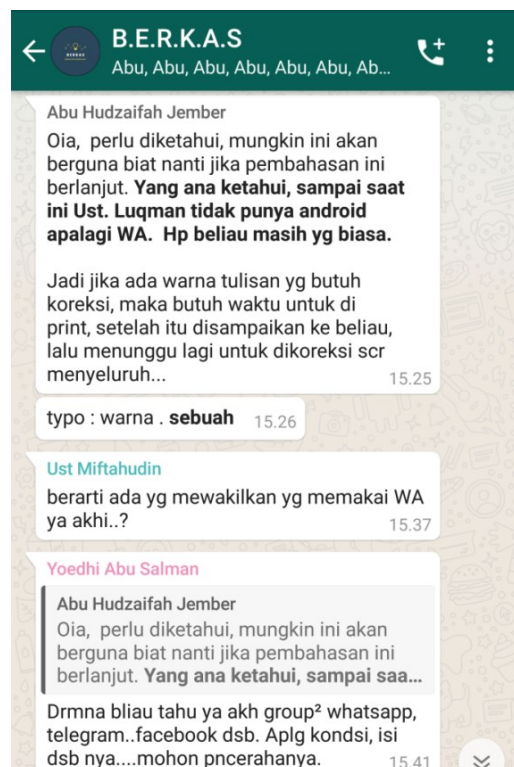 B.E.R.K.A.S
Abu, Abu, Abu, Abu, Abu, Abu, Ab...
Abu Hudzaifah Jember
Oia, perlu diketahui, mungkin ini akan
berguna biat nanti jika pembahasan ini
berlanjut. Yang ana ketahui, sampai saat
ini Ust. Luqman tidak punya android
apalagi WA. Hp beliau masih yg biasa.
Jadi jika ada warna tulisan yg butuh
koreksi, maka butuh waktu untuk di
print, setelah itu disampaikan ke beliau,
lalu menunggu lagi untuk dikoreksi scr
menyeluruh...
15.25
typo : warna . sebuah 15.26
Ust Miftahudin
berarti ada yg mewakilkan yg memakai WA
ya akhi..?
15.37
Yoedhi Abu Salman
Abu Hudzaifah Jember
Oia, perlu diketahui, mungkin ini akan
berguna biat nanti jika pembahasan ini
berlanjut. Yang ana ketahui, sampai saa...
Drmna bliau tahu ya akh group² whatsapp,
telegram..facebook dsb. Aplg kondsi, isi
dsb nya....mohon pncerahanya. 15.41